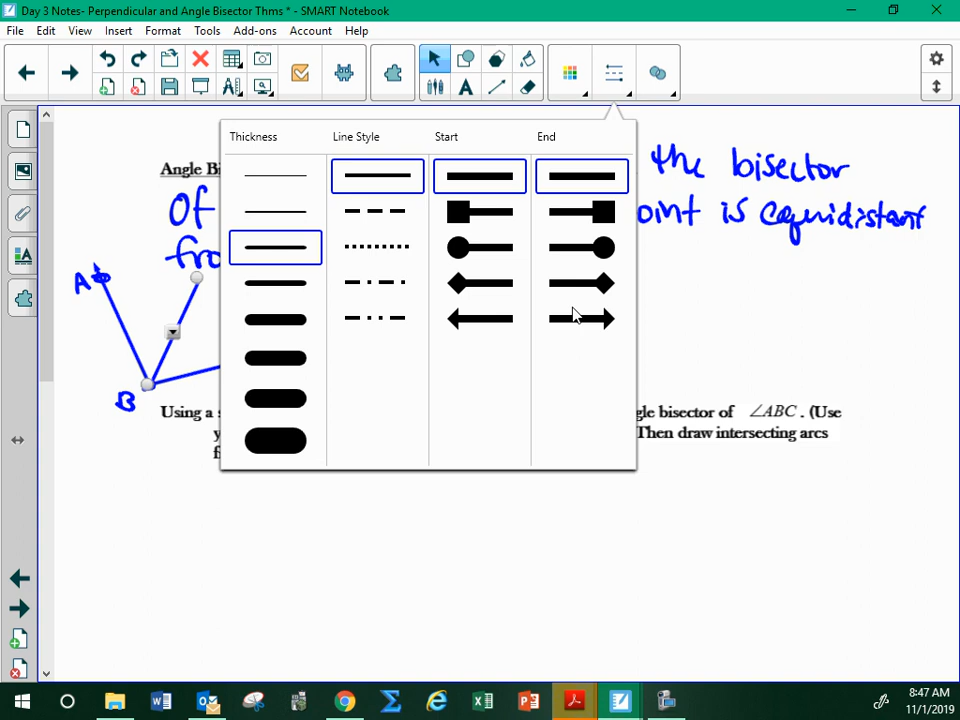 Day 3 Notes- Perpendicular and Angle Bisector Thms * - SMART Notebook
File Edit View Insert Format Tools Add-ons Account Help
Thickness Line Style Start End
Angle Bi the bisector
Of oint is equidistant
fro
A
B
Using a s gle bisector of ∠ABC . (Use
y Then draw intersecting arcs
f
8:47 AM
11/1/2019